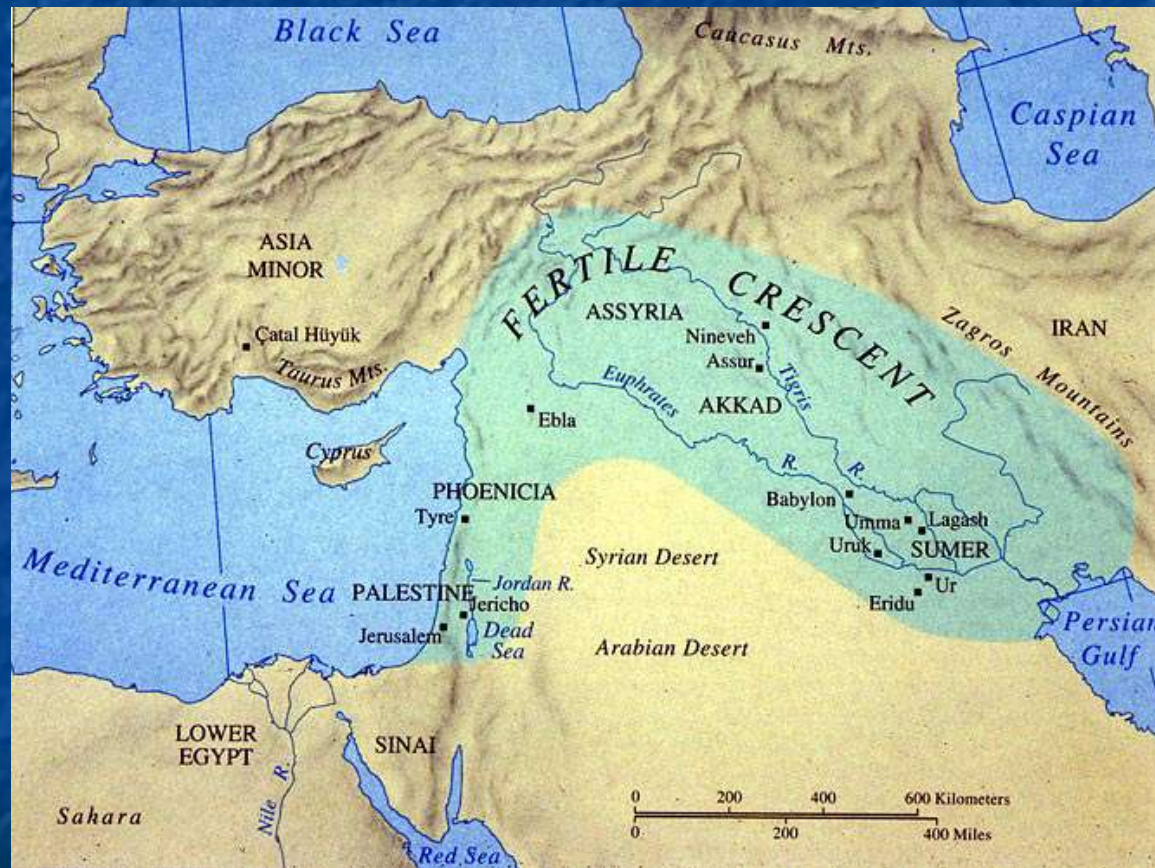 Black Sea
Caucasus Mts.
Caspian
Sea
ASIA
MINOR
FERTILE CRESCENT
ASSYRIA
Zagros
Mountains
IRAN
Çatal Hüyük
Taurus Mts.
Nineveh
Assur
Tigris
R.
Euphrates
R.
AKKAD
Ebla
Cyprus
PHOENICIA
Tyre
Babylon
Umma
Lagash
Uruk
SUMER
Ur
Eridu
Syrian Desert
Mediterranean Sea
PALESTINE
Jordan R.
Jericho
Jerusalem
Dead
Sea
Arabian Desert
Persian
Gulf
LOWER
EGYPT
SINAI
Nile R.
Sahara
Red Sea
0 200 400 600 Kilometers
0 200 400 Miles